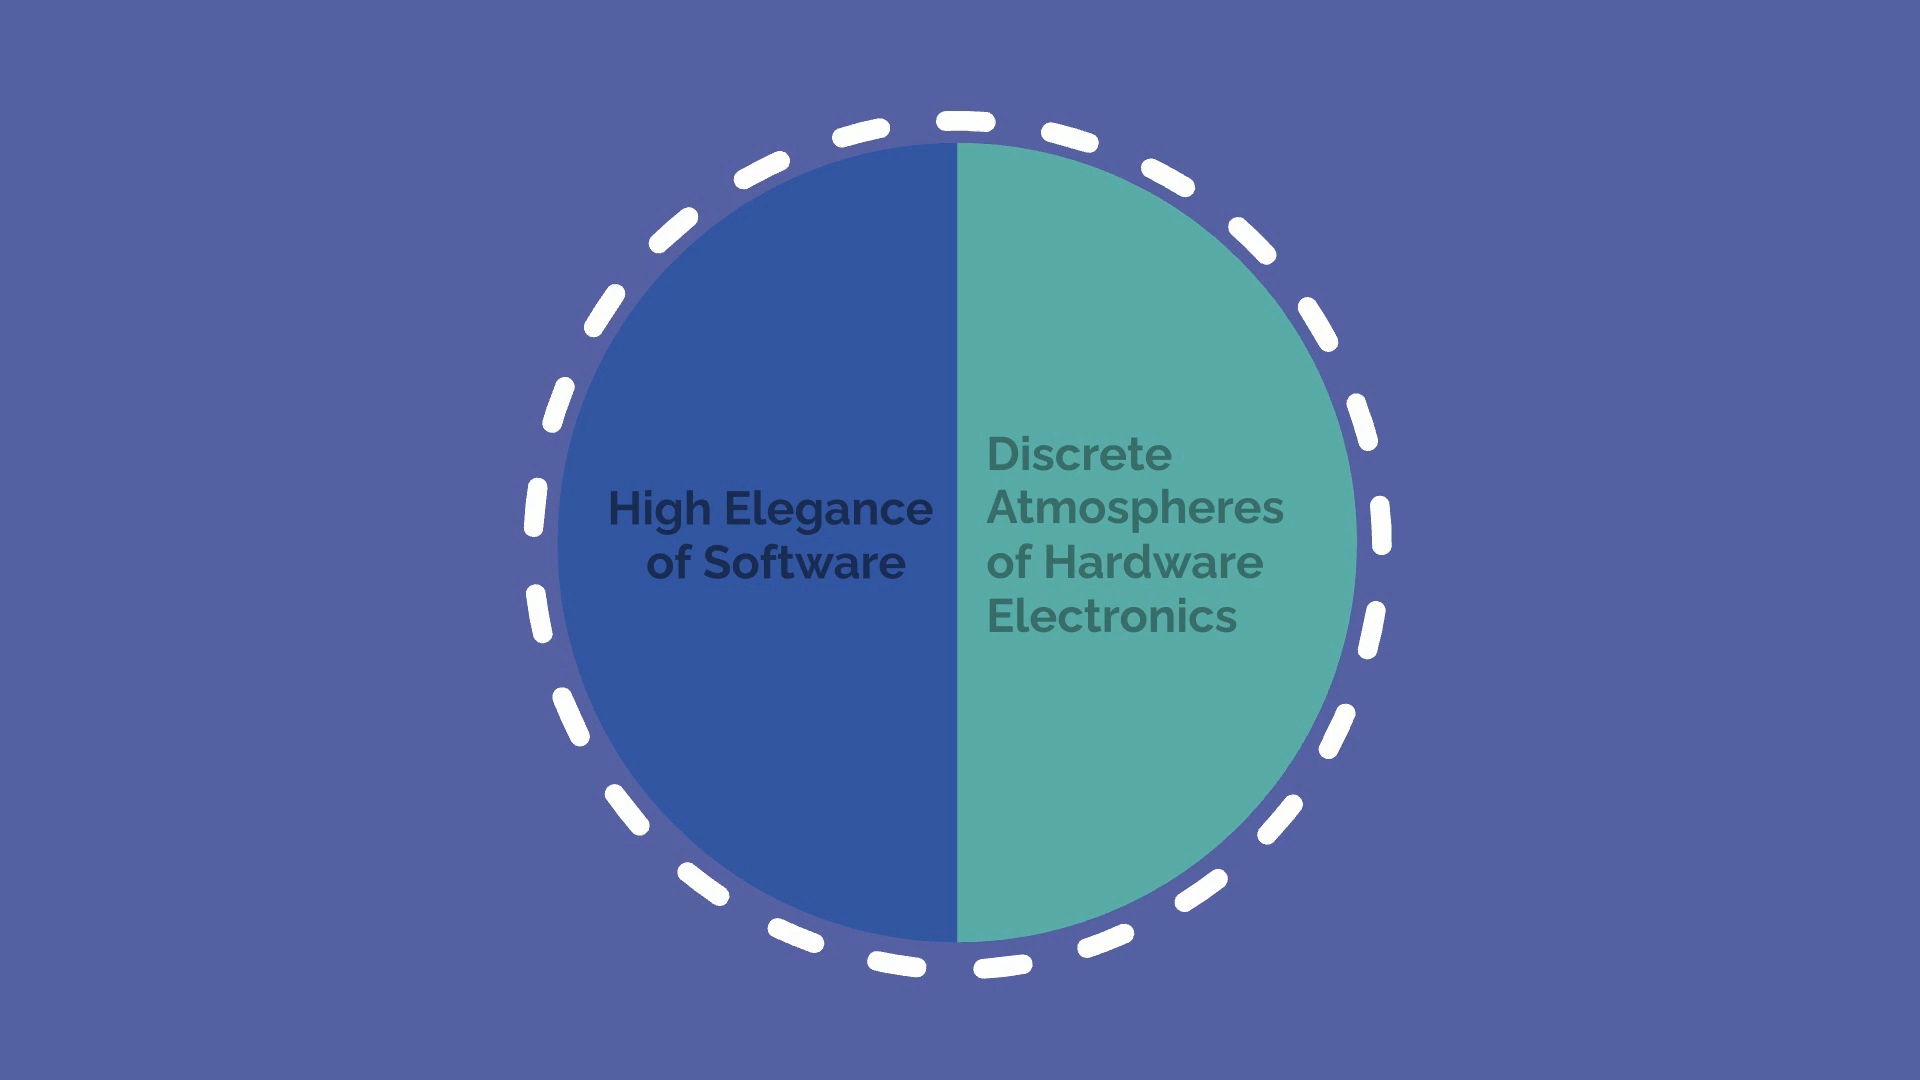 High Elegance
of Software
Discrete
Atmospheres
of Hardware
Electronics